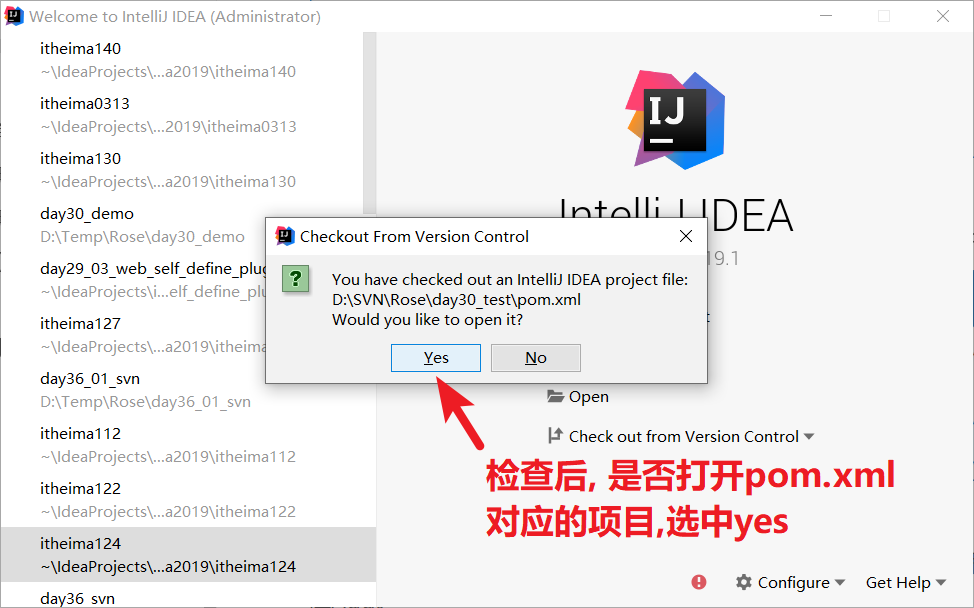 Welcome to IntelliJ IDEA (Administrator)
itheima140
~\IdeaProjects\...a2019\itheima140
itheima0313
~\IdeaProjects\...2019\itheima0313
itheima130
~\IdeaProjects\...a2019\itheima130
day30_demo
D:\Temp\Rose\day30_demo
day29_03_web_self_define_plug
~\IdeaProjects\i...elf_define_plu
itheima127
~\IdeaProjects\...a2019\itheima
day36_01_svn
D:\Temp\Rose\day36_01_svn
itheima112
~\IdeaProjects\...a2019\itheima112
itheima122
~\IdeaProjects\...a2019\itheima122
itheima124
~\IdeaProjects\...a2019\itheima124
day36_svn
IJ
IntelliJ IDEA
19.1
Checkout From Version Control
You have checked out an IntelliJ IDEA project file:
D:\SVN\Rose\day30_test\pom.xml
Would you like to open it?
Yes
No
Open
Check out from Version Control
检查后, 是否打开pom.xml
对应的项目,选中yes
Configure
Get Help